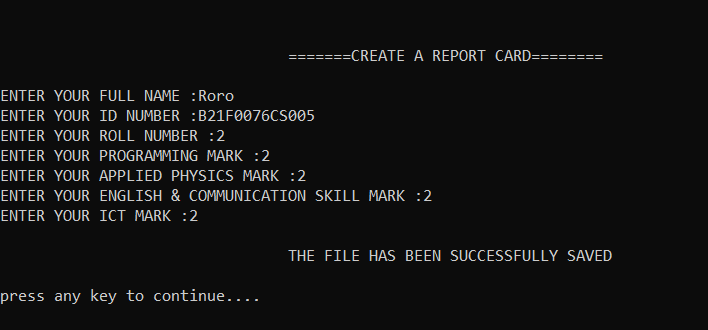 =======CREATE A REPORT CARD========
ENTER YOUR FULL NAME :Roro
ENTER YOUR ID NUMBER :B21F0076CS005
ENTER YOUR ROLL NUMBER :2
ENTER YOUR PROGRAMMING MARK :2
ENTER YOUR APPLIED PHYSICS MARK :2
ENTER YOUR ENGLISH & COMMUNICATION SKILL MARK :2
ENTER YOUR ICT MARK :2
THE FILE HAS BEEN SUCCESSFULLY SAVED
press any key to continue....